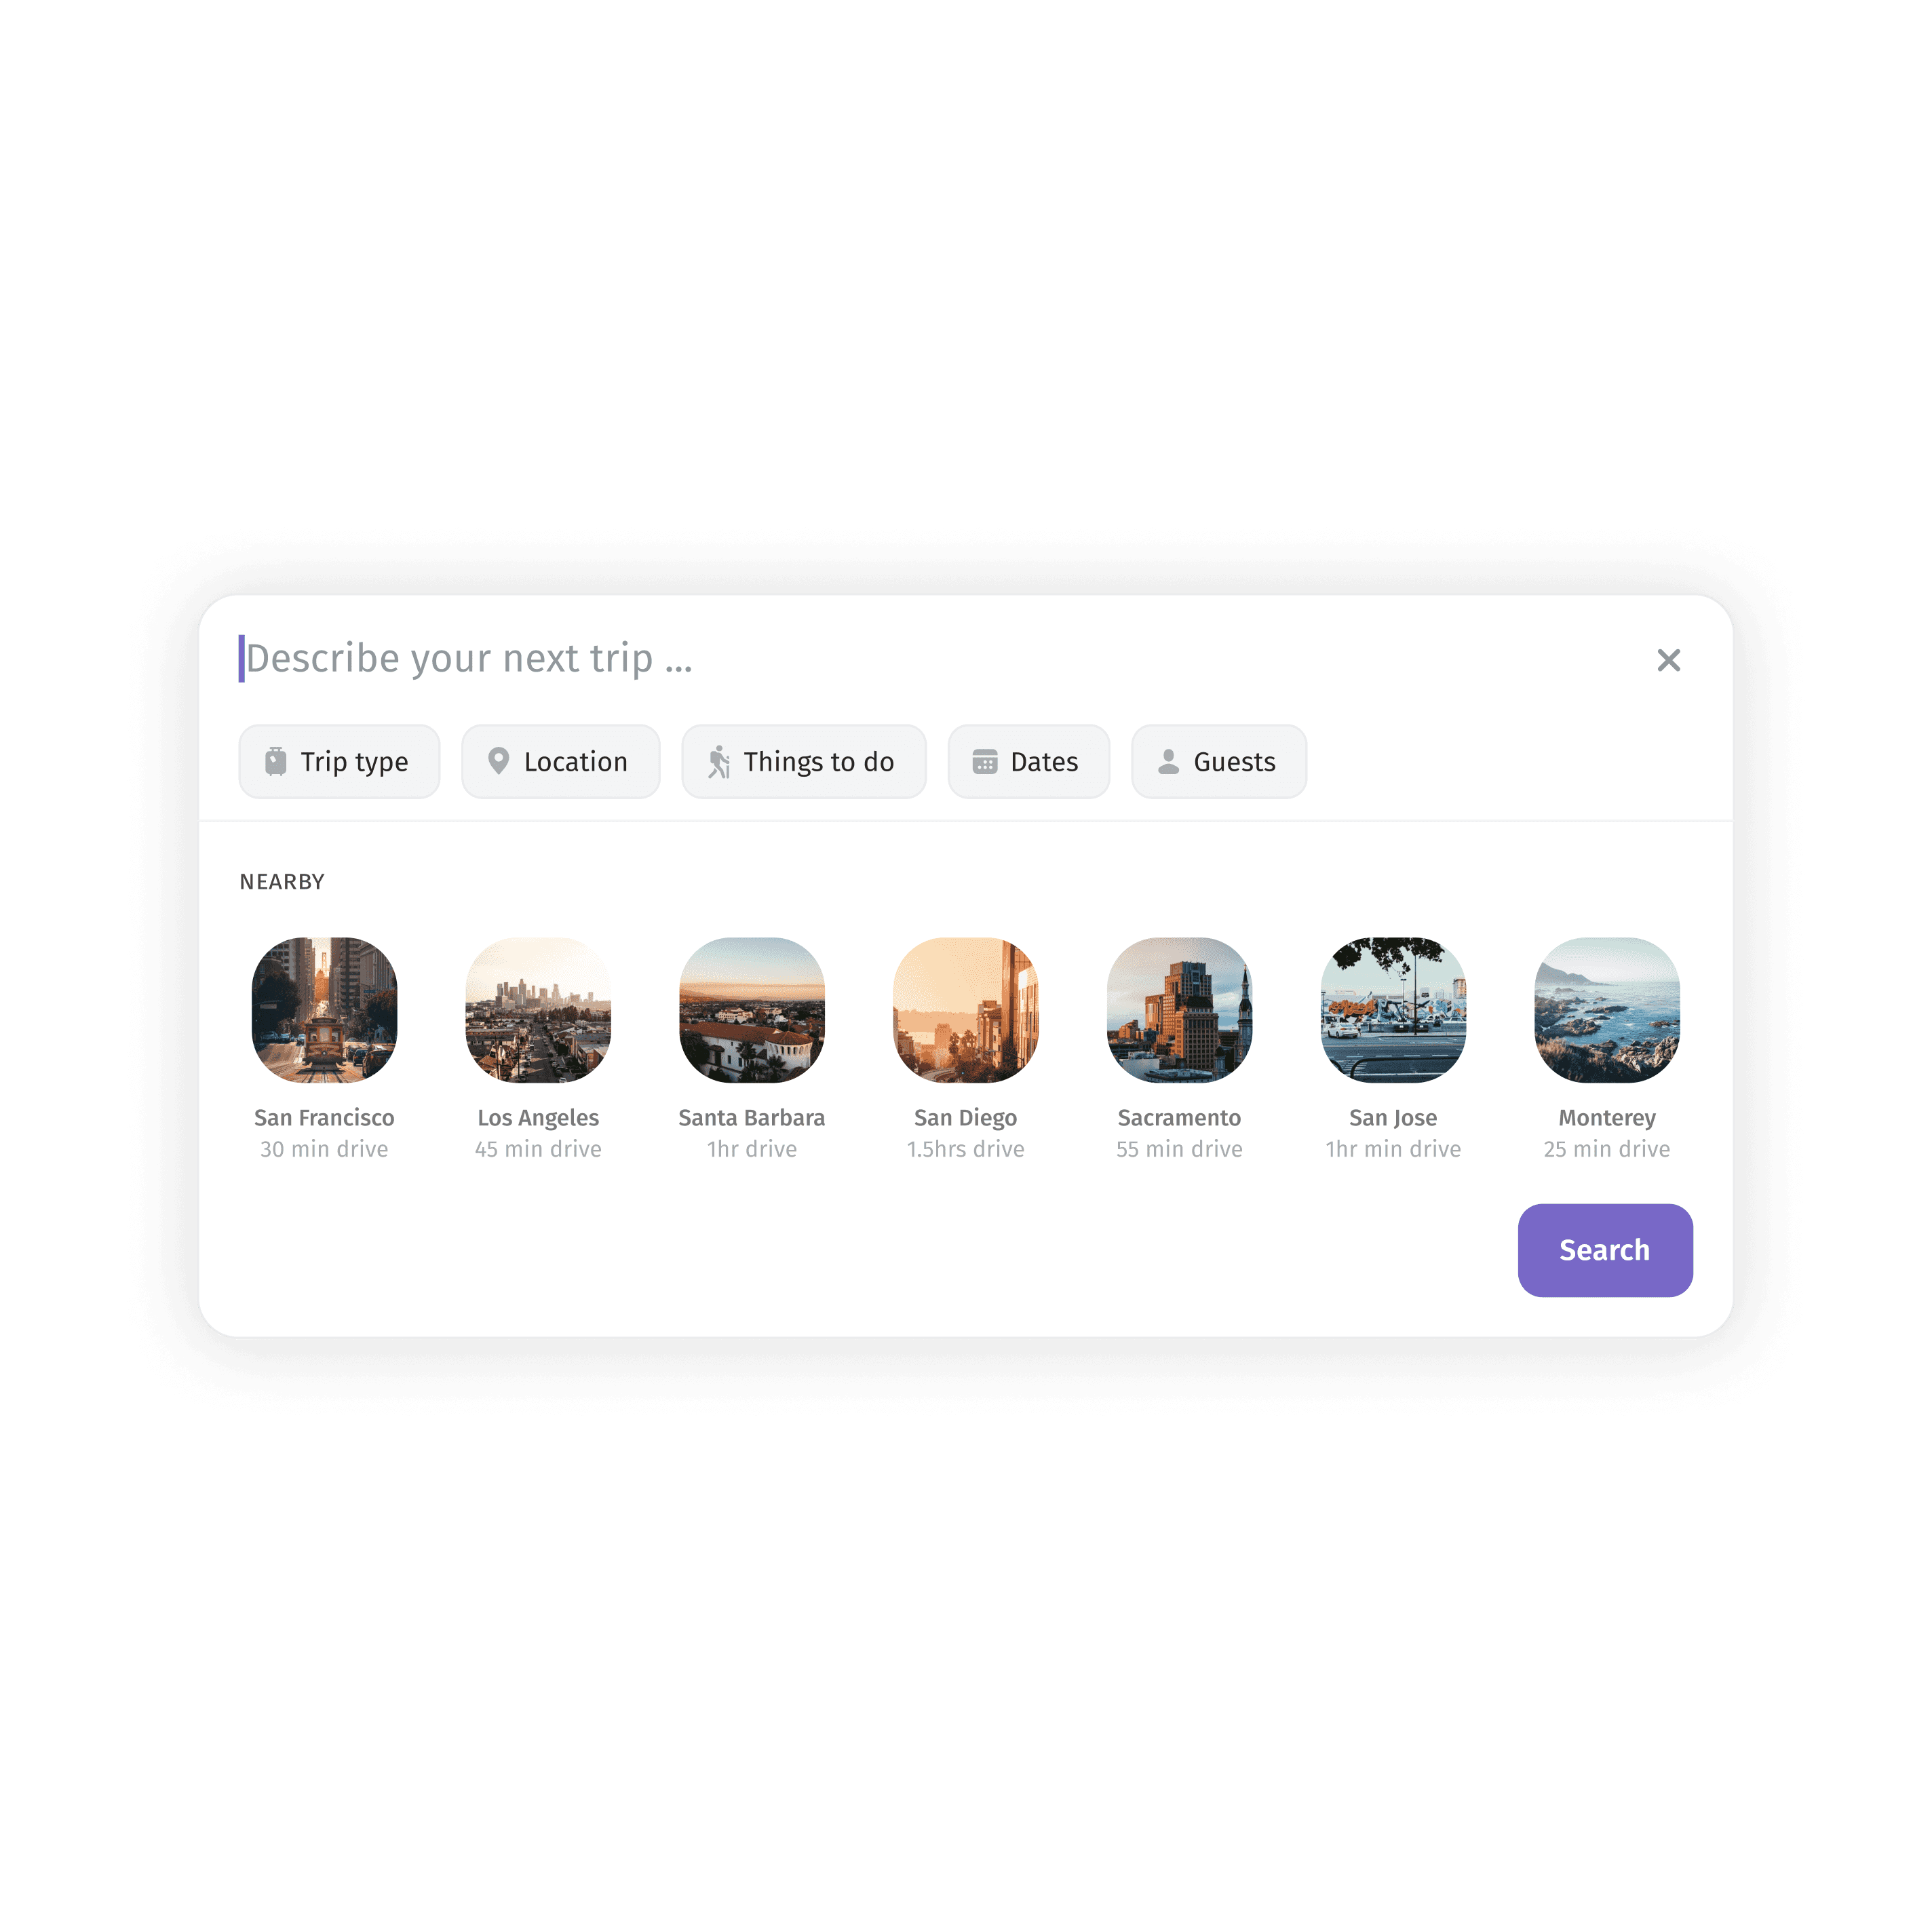 Describe your next trip ...
Trip type
Location
Things to do
Dates
Guests
NEARBY
San Francisco
30 min drive
Los Angeles
45 min drive
Santa Barbara
1hr drive
San Diego
1.5hrs drive
Sacramento
55 min drive
San Jose
1hr min drive
Monterey
25 min drive
Search